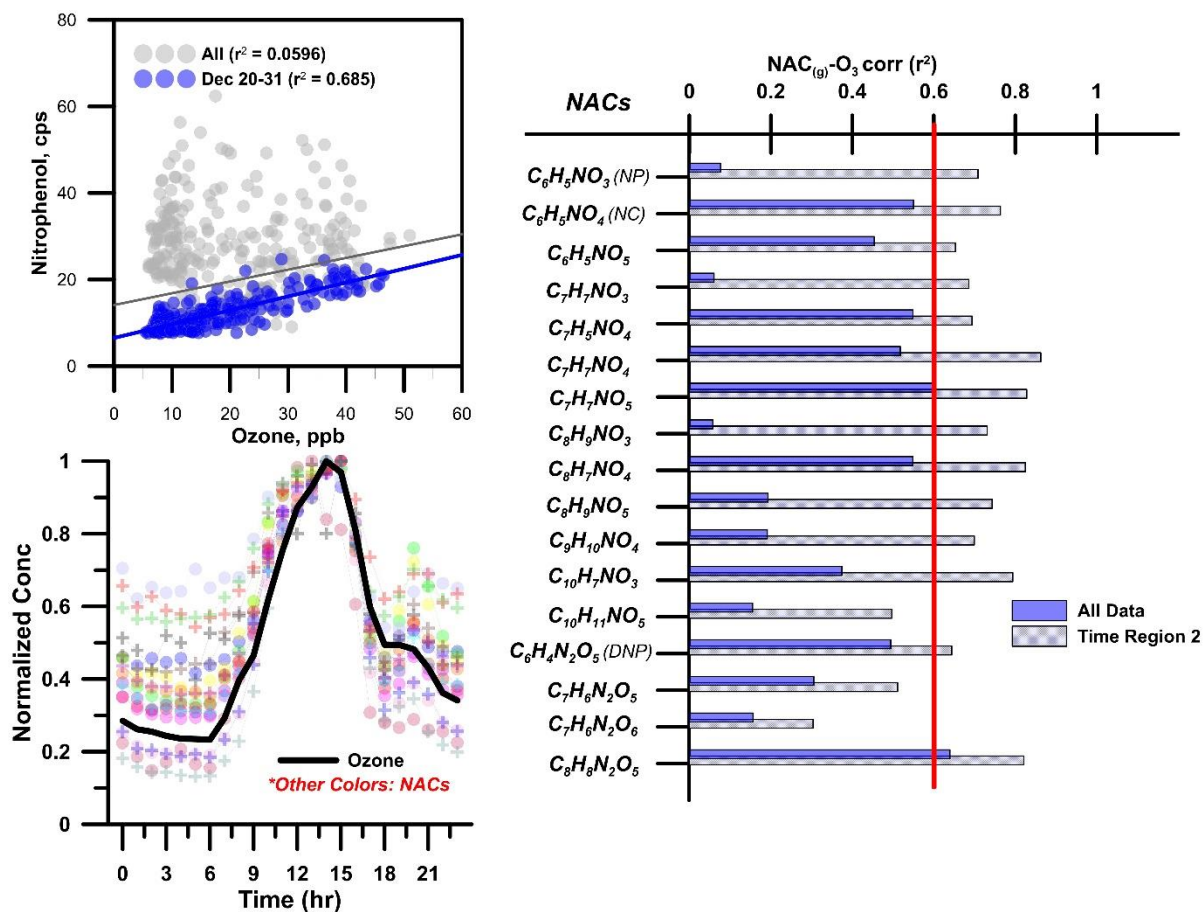 80
60
40
20
0
Nitrophenol, cps
All (r² = 0.0596)
Dec 20-31 (r² = 0.685)
0 10 20 30 40 50 60
Ozone, ppb
1
0.8
0.6
0.4
0.2
0
Normalized Conc
Ozone
*Other Colors: NACs
0 3 6 9 12 15 18 21
Time (hr)
NAC(g)-O₃ corr (r²)
NACs
0 0.2 0.4 0.6 0.8 1
C₆H₅NO₃ (NP)
C₆H₅NO₄ (NC)
C₆H₅NO₅
C₇H₇NO₃
C₇H₅NO₄
C₇H₇NO₄
C₇H₇NO₅
C₈H₉NO₃
C₈H₇NO₄
C₈H₉NO₅
C₉H₁₀NO₄
C₁₀H₇NO₃
C₁₀H₁₁NO₅
C₆H₄N₂O₅ (DNP)
C₇H₆N₂O₅
C₇H₆N₂O₆
C₈H₈N₂O₅
All Data
Time Region 2